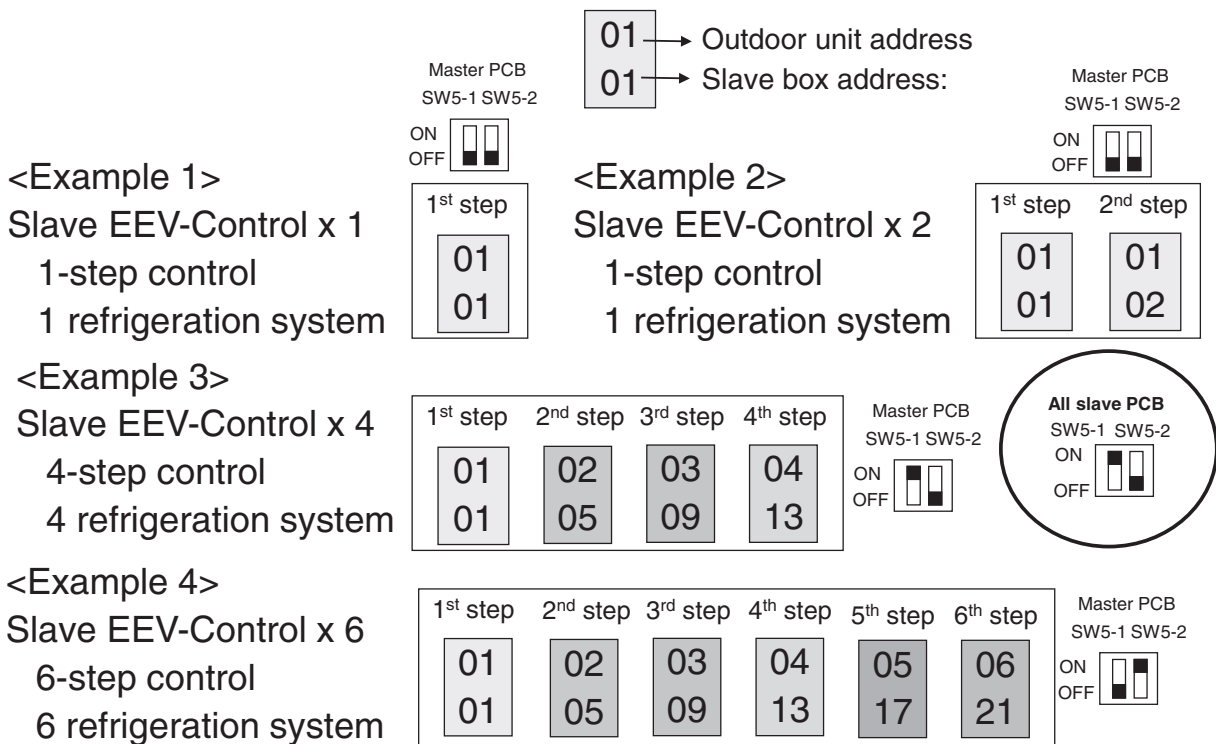 01 Outdoor unit address
01 Slave box address:
Master PCB
SW5-1 SW5-2
ON
OFF
<Example 1>
Slave EEV-Control x 1
1-step control
1 refrigeration system
1st step
01
01
Master PCB
SW5-1 SW5-2
ON
OFF
<Example 2>
Slave EEV-Control x 2
1-step control
1 refrigeration system
1st step 2nd step
01 01
01 02
<Example 3>
Slave EEV-Control x 4
4-step control
4 refrigeration system
1st step 2nd step 3rd step 4th step
01 02 03 04
01 05 09 13
Master PCB
SW5-1 SW5-2
ON
OFF
All slave PCB
SW5-1 SW5-2
ON
OFF
<Example 4>
Slave EEV-Control x 6
6-step control
6 refrigeration system
1st step 2nd step 3rd step 4th step 5th step 6th step
01 02 03 04 05 06
01 05 09 13 17 21
Master PCB
SW5-1 SW5-2
ON
OFF